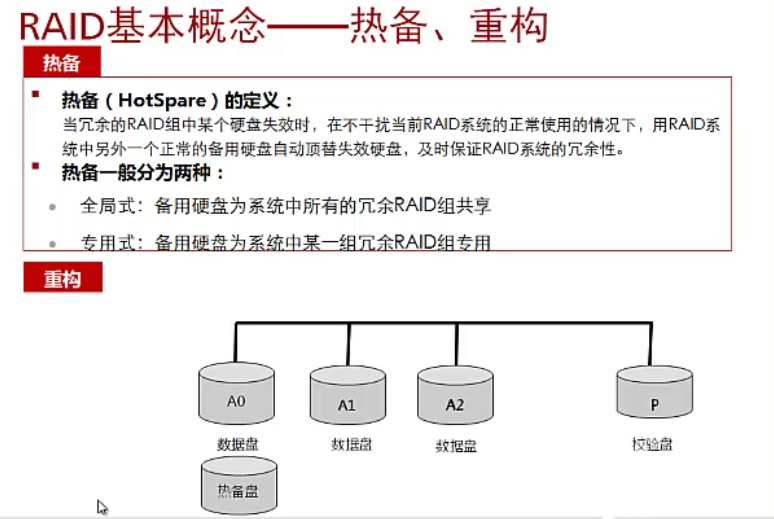 RAID基本概念——热备、重构
热备
热备（HotSpare）的定义：
当冗余的RAID组中某个硬盘失效时，在不干扰当前RAID系统的正常使用的情况下，用RAID系
统中另外一个正常的备用硬盘自动顶替失效硬盘，及时保证RAID系统的冗余性。
热备一般分为两种：
全局式：备用硬盘为系统中所有的冗余RAID组共享
专用式：备用硬盘为系统中某一组冗余RAID组专用
重构
A0 A1 A2 P
数据盘 数据盘 数据盘 校验盘
热备盘